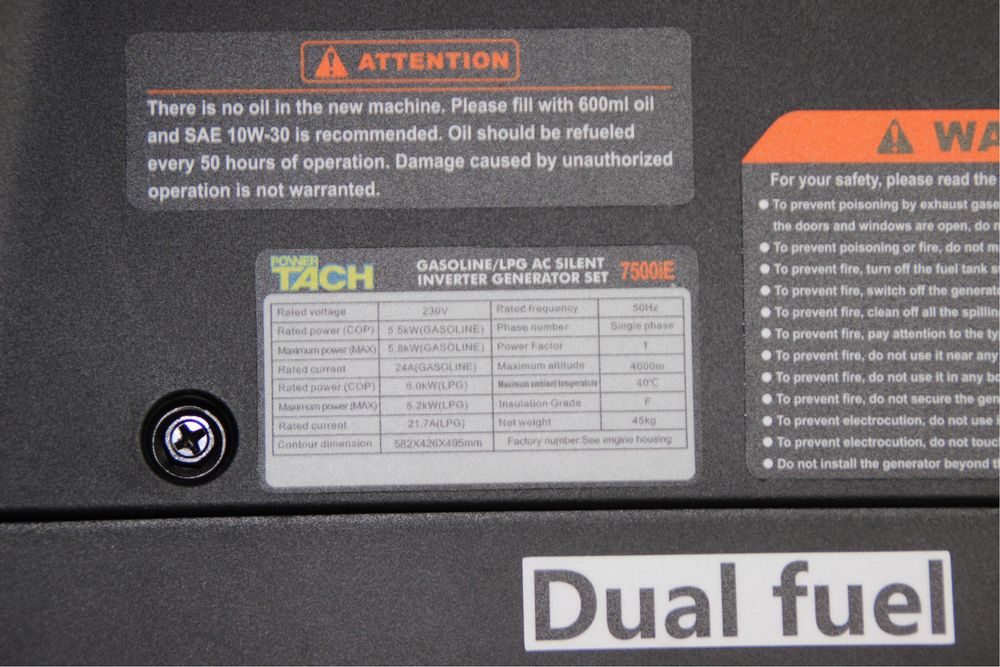 ATTENTION
There is no oil in the new machine. Please fill with 600ml oil
and SAE 10W-30 is recommended. Oil should be refueled
every 50 hours of operation. Damage caused by unauthorized
operation is not warranted.
WA
For your safety, please read the
To prevent poisoning by exhaust gase
the doors and windows are open, do n
To prevent poisoning or fire, do not m
To prevent fire, turn off the fuel tank s
To prevent fire, switch off the generato
To prevent fire, clean off all the spillin
To prevent fire, pay attention to the ty
To prevent fire, do not use it near any
To prevent fire, do not use it in any bo
To prevent fire, do not secure the gen
To prevent electrocution, do not use i
To prevent electrocution, do not touc
Do not install the generator beyond t
POWER
TACH
GASOLINE/LPG AC SILENT
INVERTER GENERATOR SET
7500iE
Rated voltage 230V Rated frequency 50Hz
Rated power (COP) 5.5kW(GASOLINE) Phase number Single phase
Maximum power (MAX) 5.8kW(GASOLINE) Power Factor 1
Rated current 24A(GASOLINE) Maximum altitude 4000m
Rated power (COP) 5.0kW(LPG) Maximum ambient temperature 40℃
Maximum power (MAX) 5.2kW(LPG) Insulation Grade F
Rated current 21.7A(LPG) Net weight 45kg
Contour dimension 582X426X495mm Factory number:See engine housing
Dual fuel